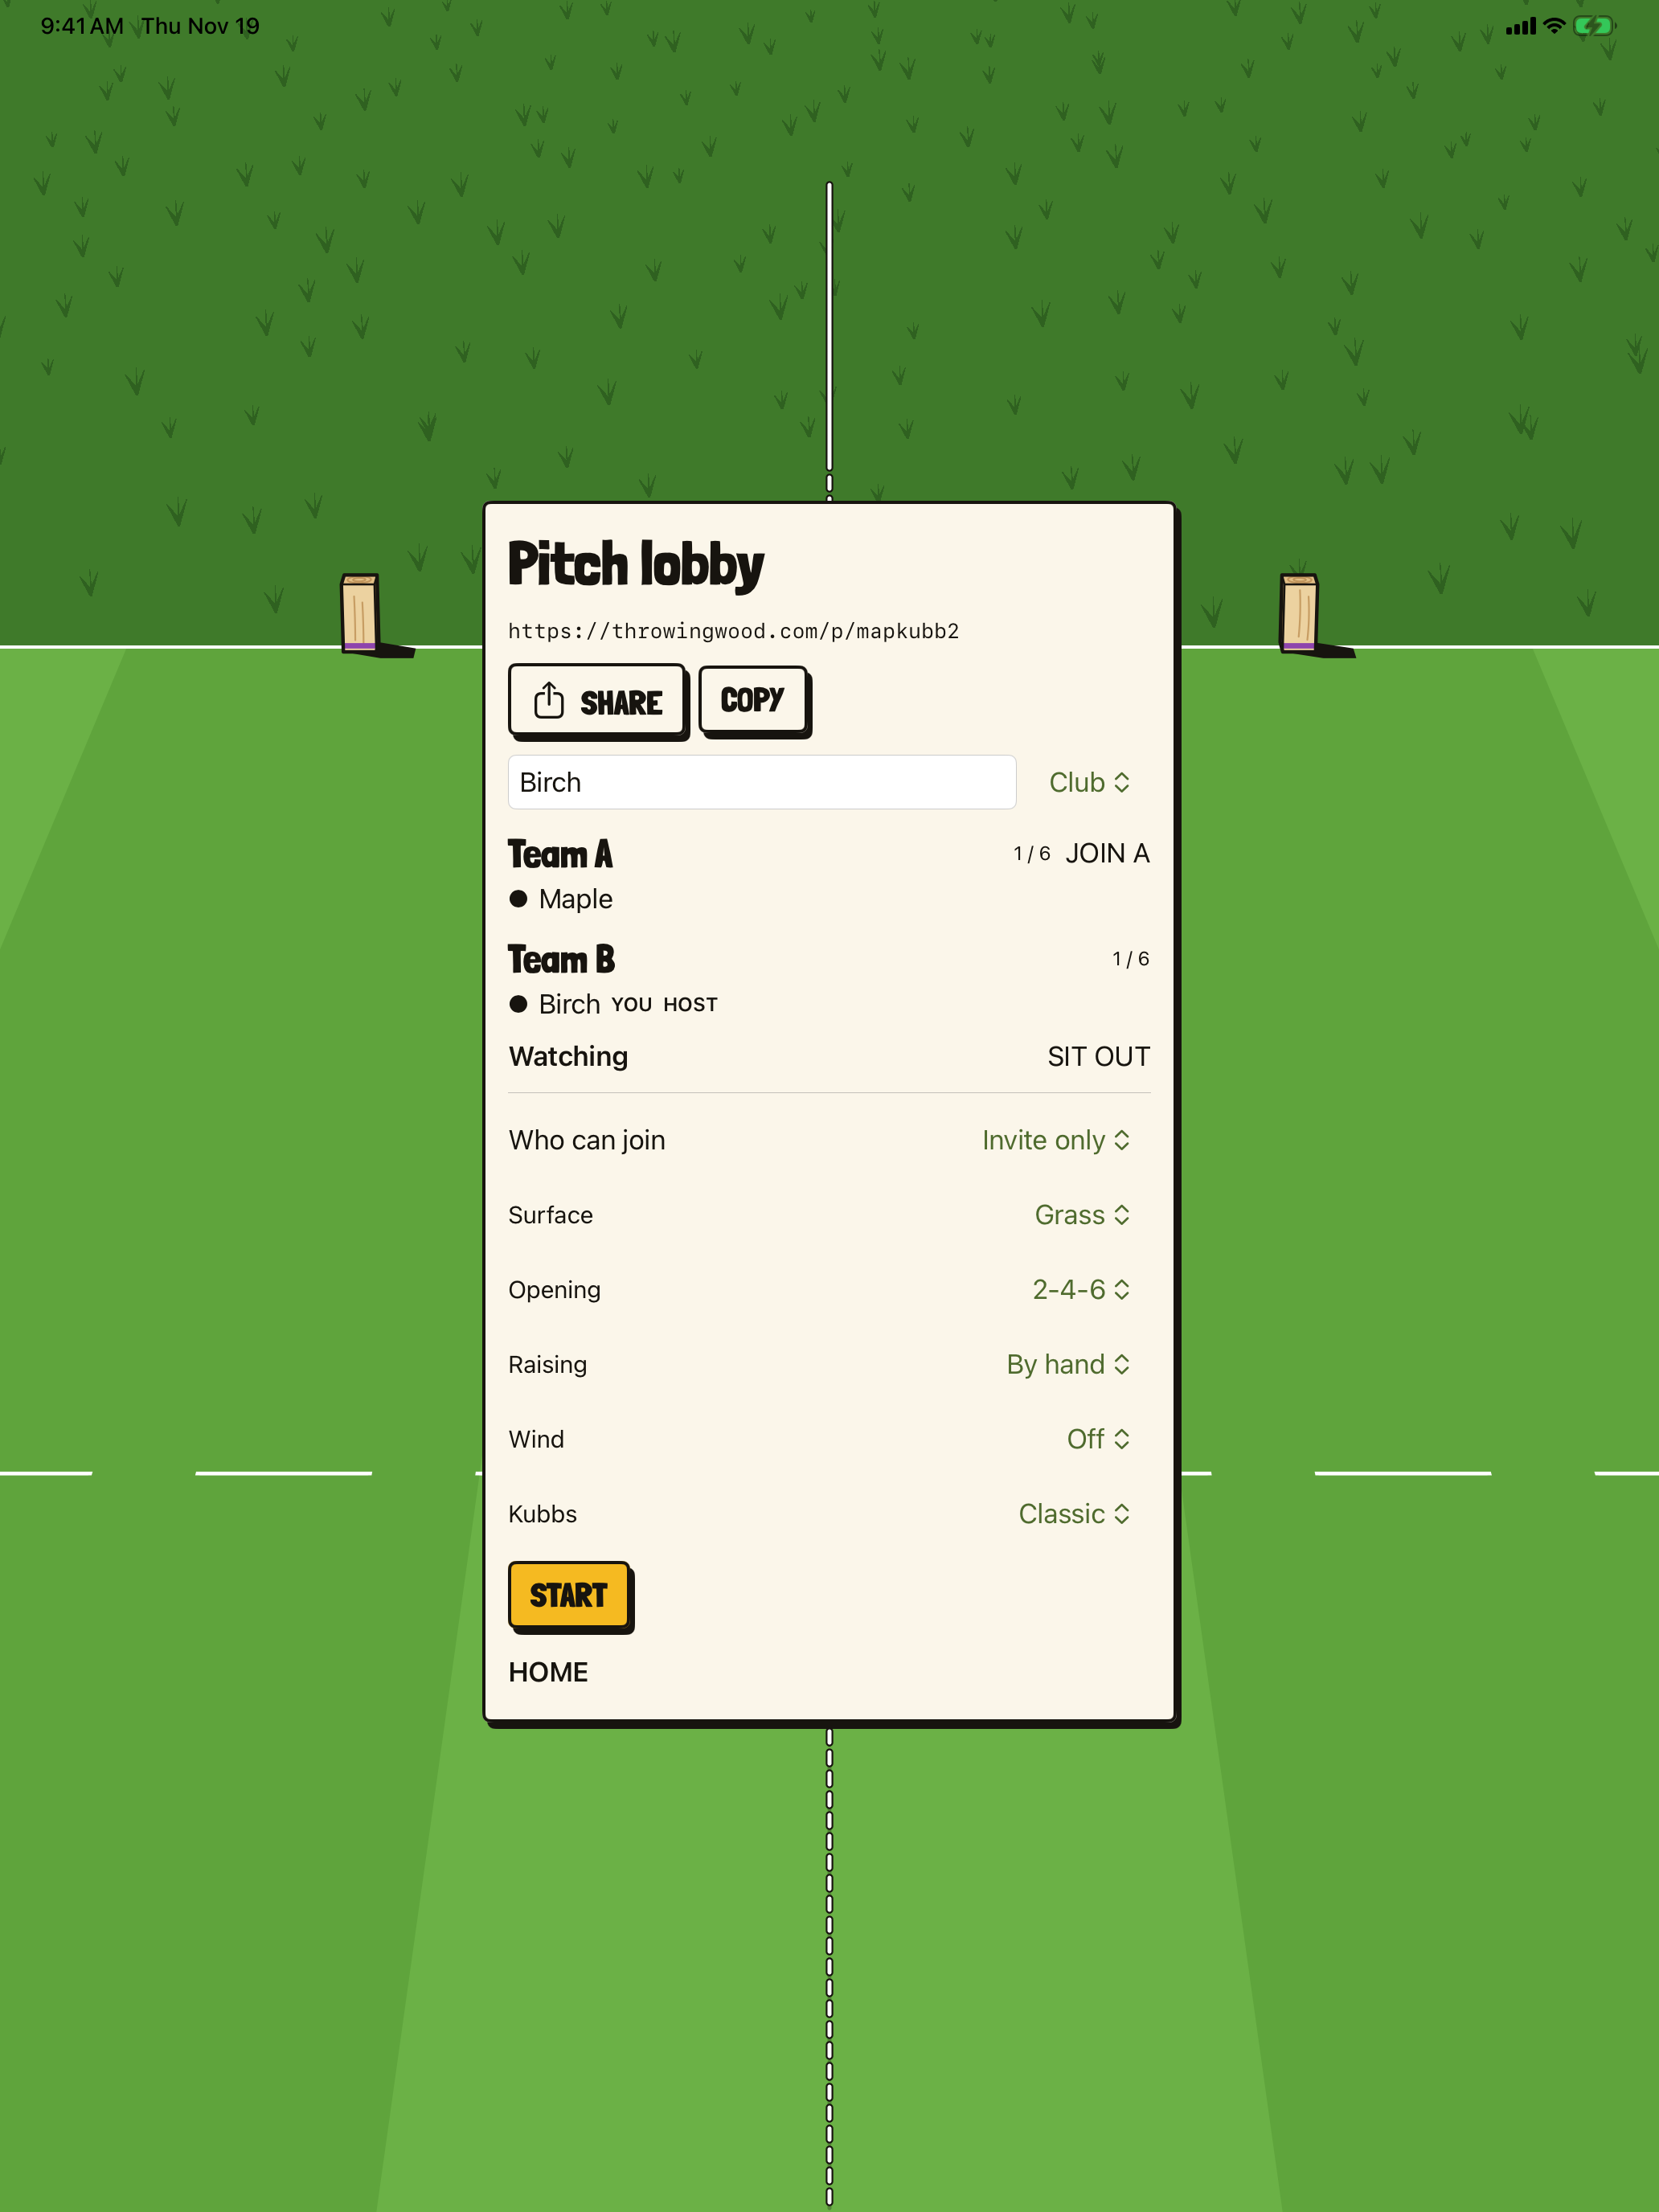 9:41 AM Thu Nov 19
Pitch lobby
https://throwingwood.com/p/mapkubb2
SHARE COPY
Birch Club
Team A 1 / 6 JOIN A
Maple
Team B 1 / 6
Birch YOU HOST
Watching SIT OUT
Who can join Invite only
Surface Grass
Opening 2-4-6
Raising By hand
Wind Off
Kubbs Classic
START
HOME